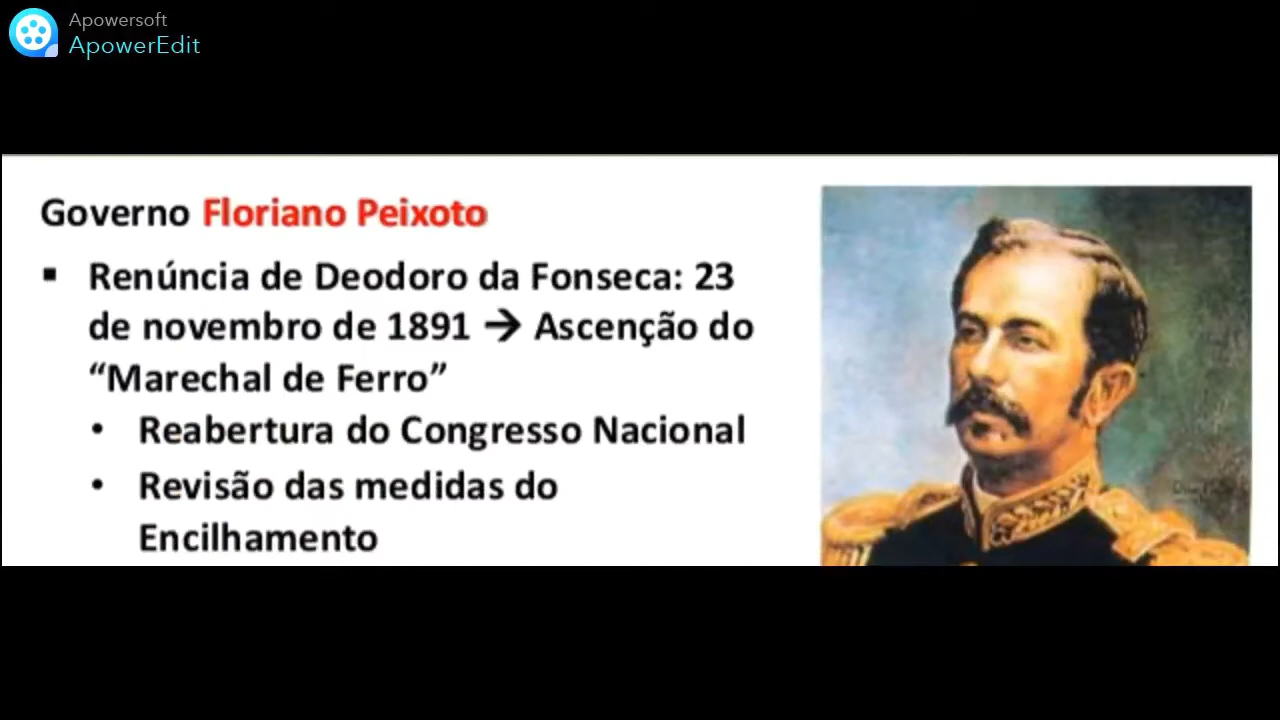 Apowersoft
ApowerEdit
Governo Floriano Peixoto
▪ Renúncia de Deodoro da Fonseca: 23
de novembro de 1891 → Ascenção do
“Marechal de Ferro”
• Reabertura do Congresso Nacional
• Revisão das medidas do
Encilhamento